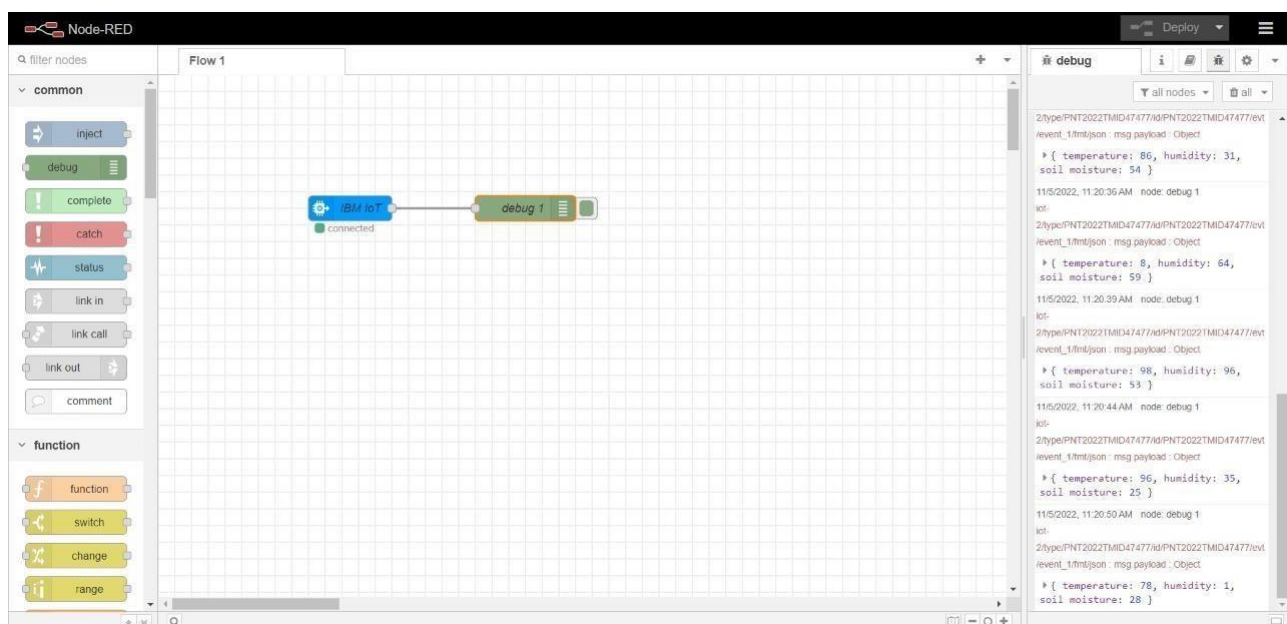 Node-RED
Deploy
filter nodes
Flow 1
debug
i
all nodes
all
common
inject
debug
complete
catch
status
link in
link call
link out
comment
function
function
switch
change
range
IBM IoT
connected
debug 1
2/type/PNT2022TMID47477/id/PNT2022TMID47477/evt
/event_1/fmt/json : msg.payload : Object
{ temperature: 86, humidity: 31,
soil moisture: 54 }
11/5/2022, 11:20:36 AM node: debug 1
iot-
2/type/PNT2022TMID47477/id/PNT2022TMID47477/evt
/event_1/fmt/json : msg.payload : Object
{ temperature: 8, humidity: 64,
soil moisture: 59 }
11/5/2022, 11:20:39 AM node: debug 1
iot-
2/type/PNT2022TMID47477/id/PNT2022TMID47477/evt
/event_1/fmt/json : msg.payload : Object
{ temperature: 98, humidity: 96,
soil moisture: 53 }
11/5/2022, 11:20:44 AM node: debug 1
iot-
2/type/PNT2022TMID47477/id/PNT2022TMID47477/evt
/event_1/fmt/json : msg.payload : Object
{ temperature: 96, humidity: 35,
soil moisture: 25 }
11/5/2022, 11:20:50 AM node: debug 1
iot-
2/type/PNT2022TMID47477/id/PNT2022TMID47477/evt
/event_1/fmt/json : msg.payload : Object
{ temperature: 78, humidity: 1,
soil moisture: 28 }